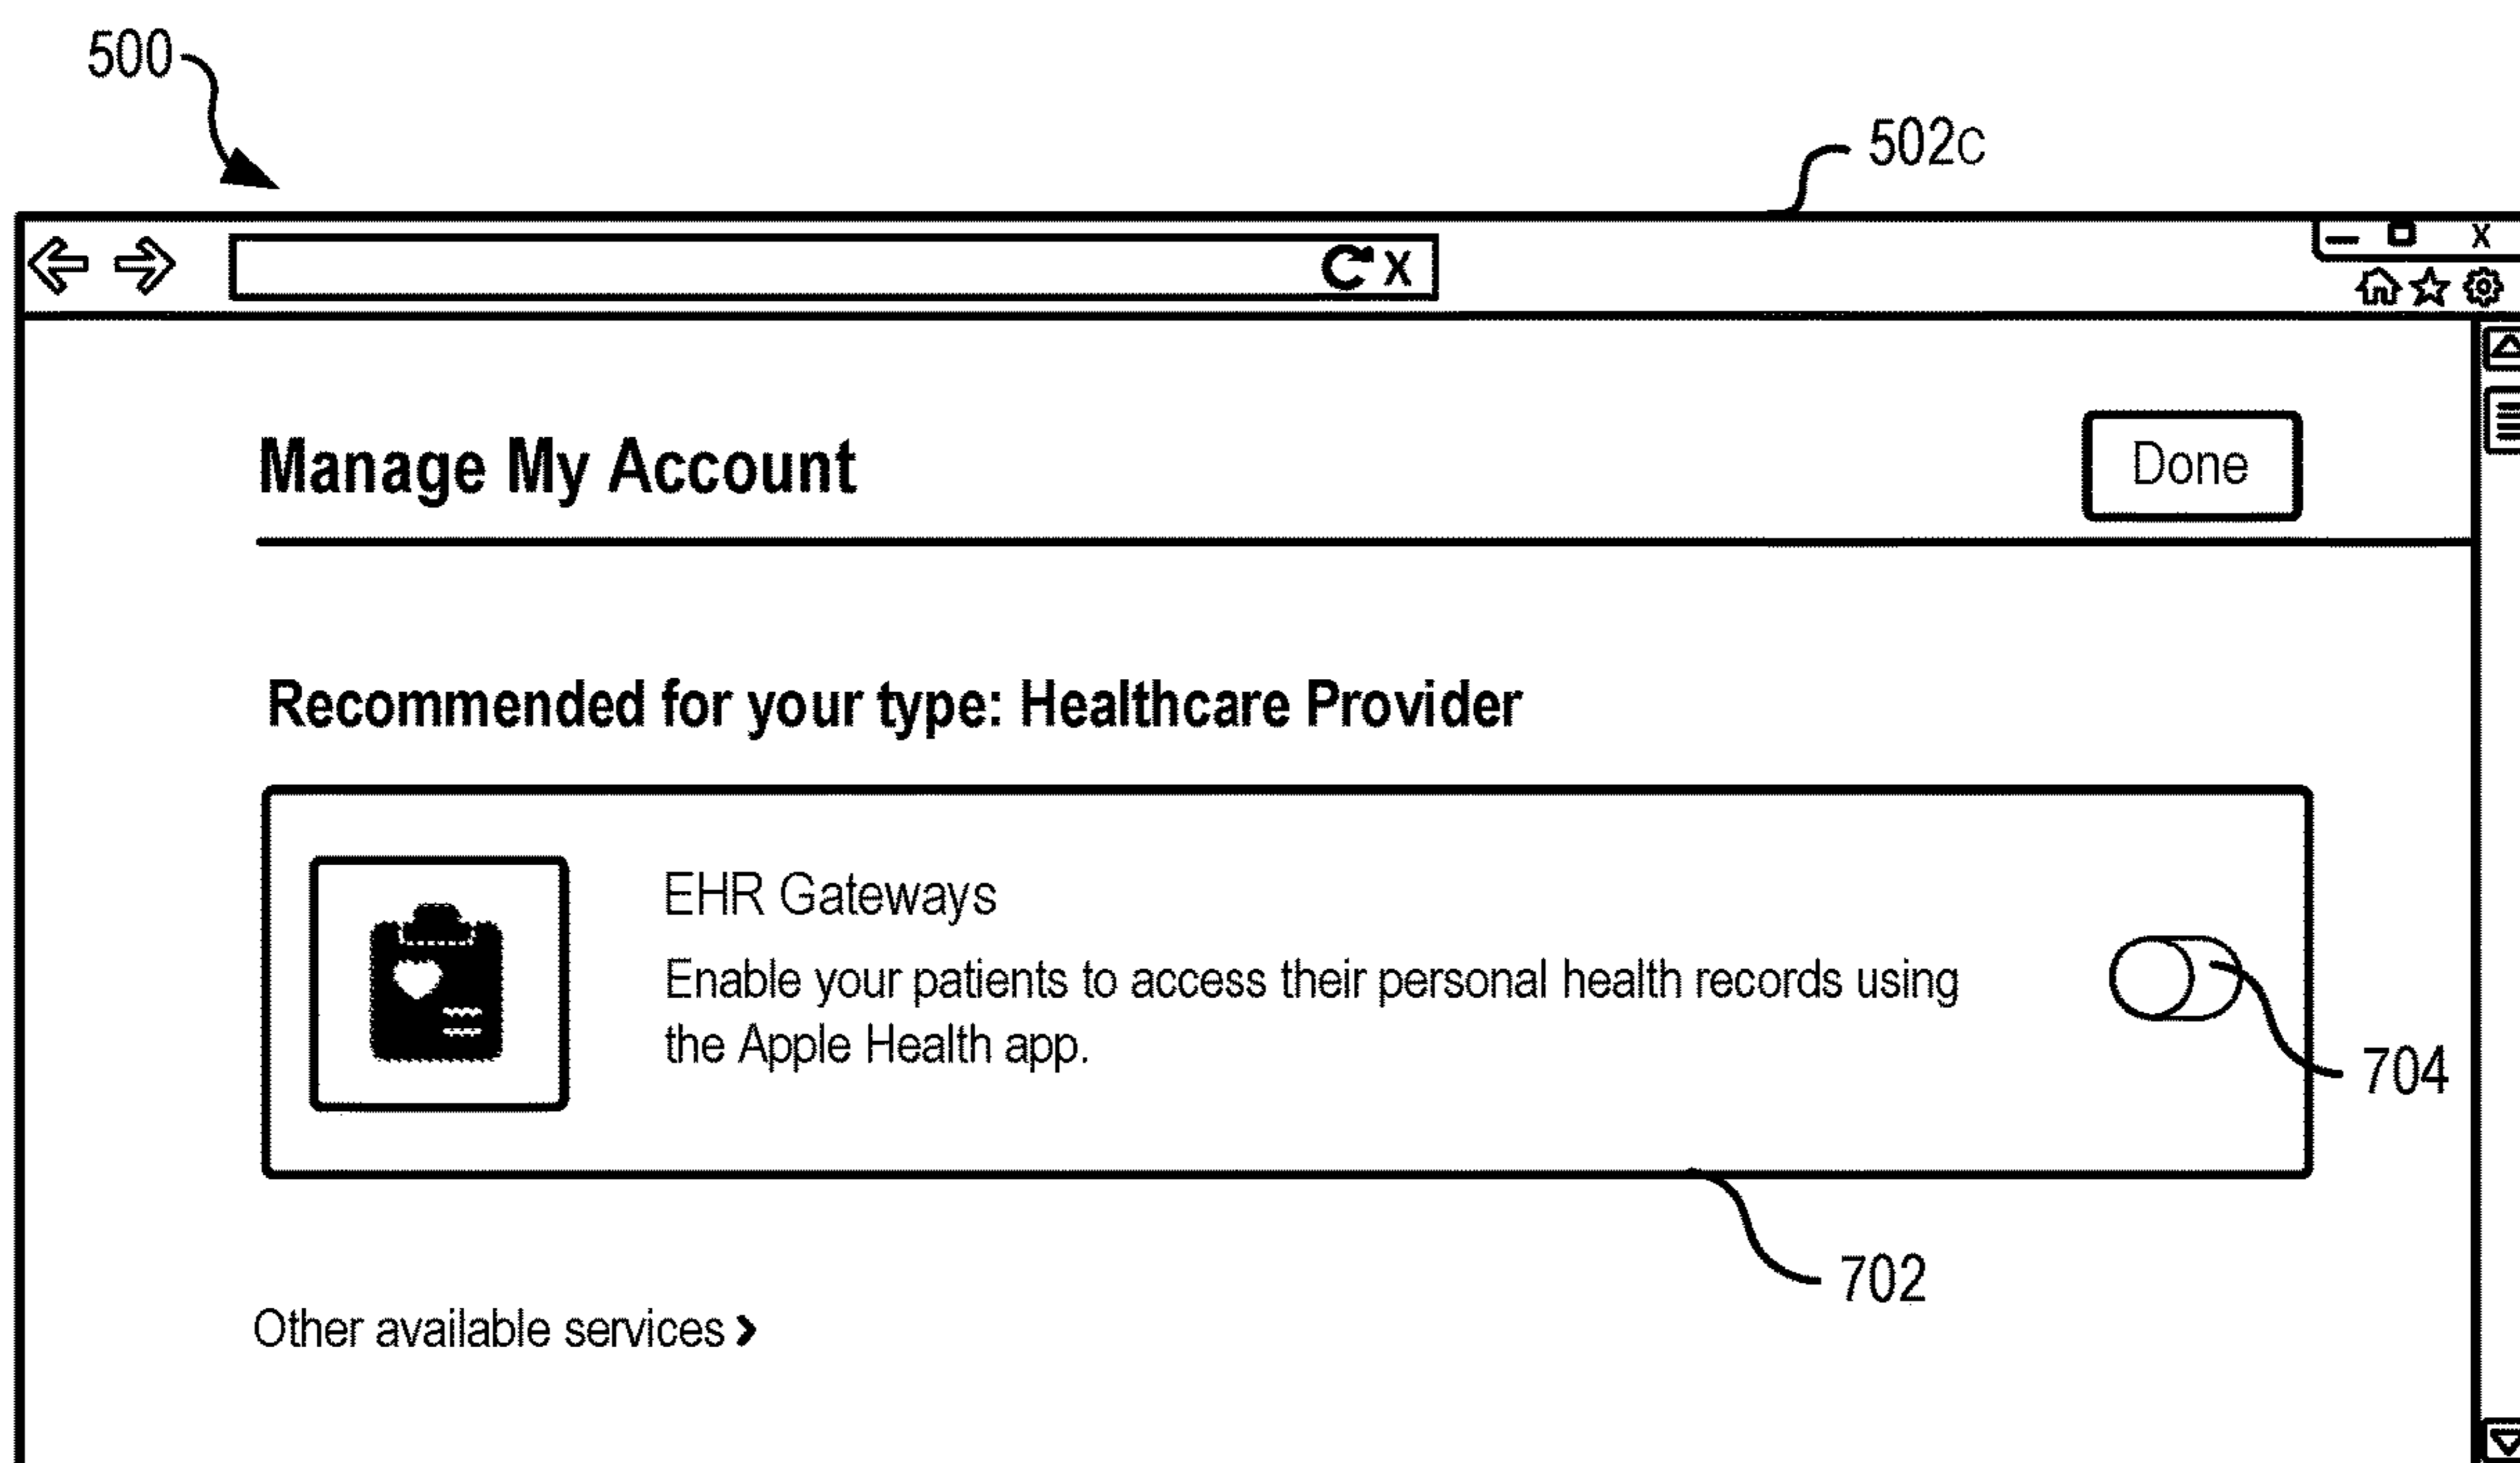 500
502c
X
X
Manage My Account
Done
Recommended for your type: Healthcare Provider
EHR Gateways
Enable your patients to access their personal health records using
the Apple Health app.
704
702
Other available services >